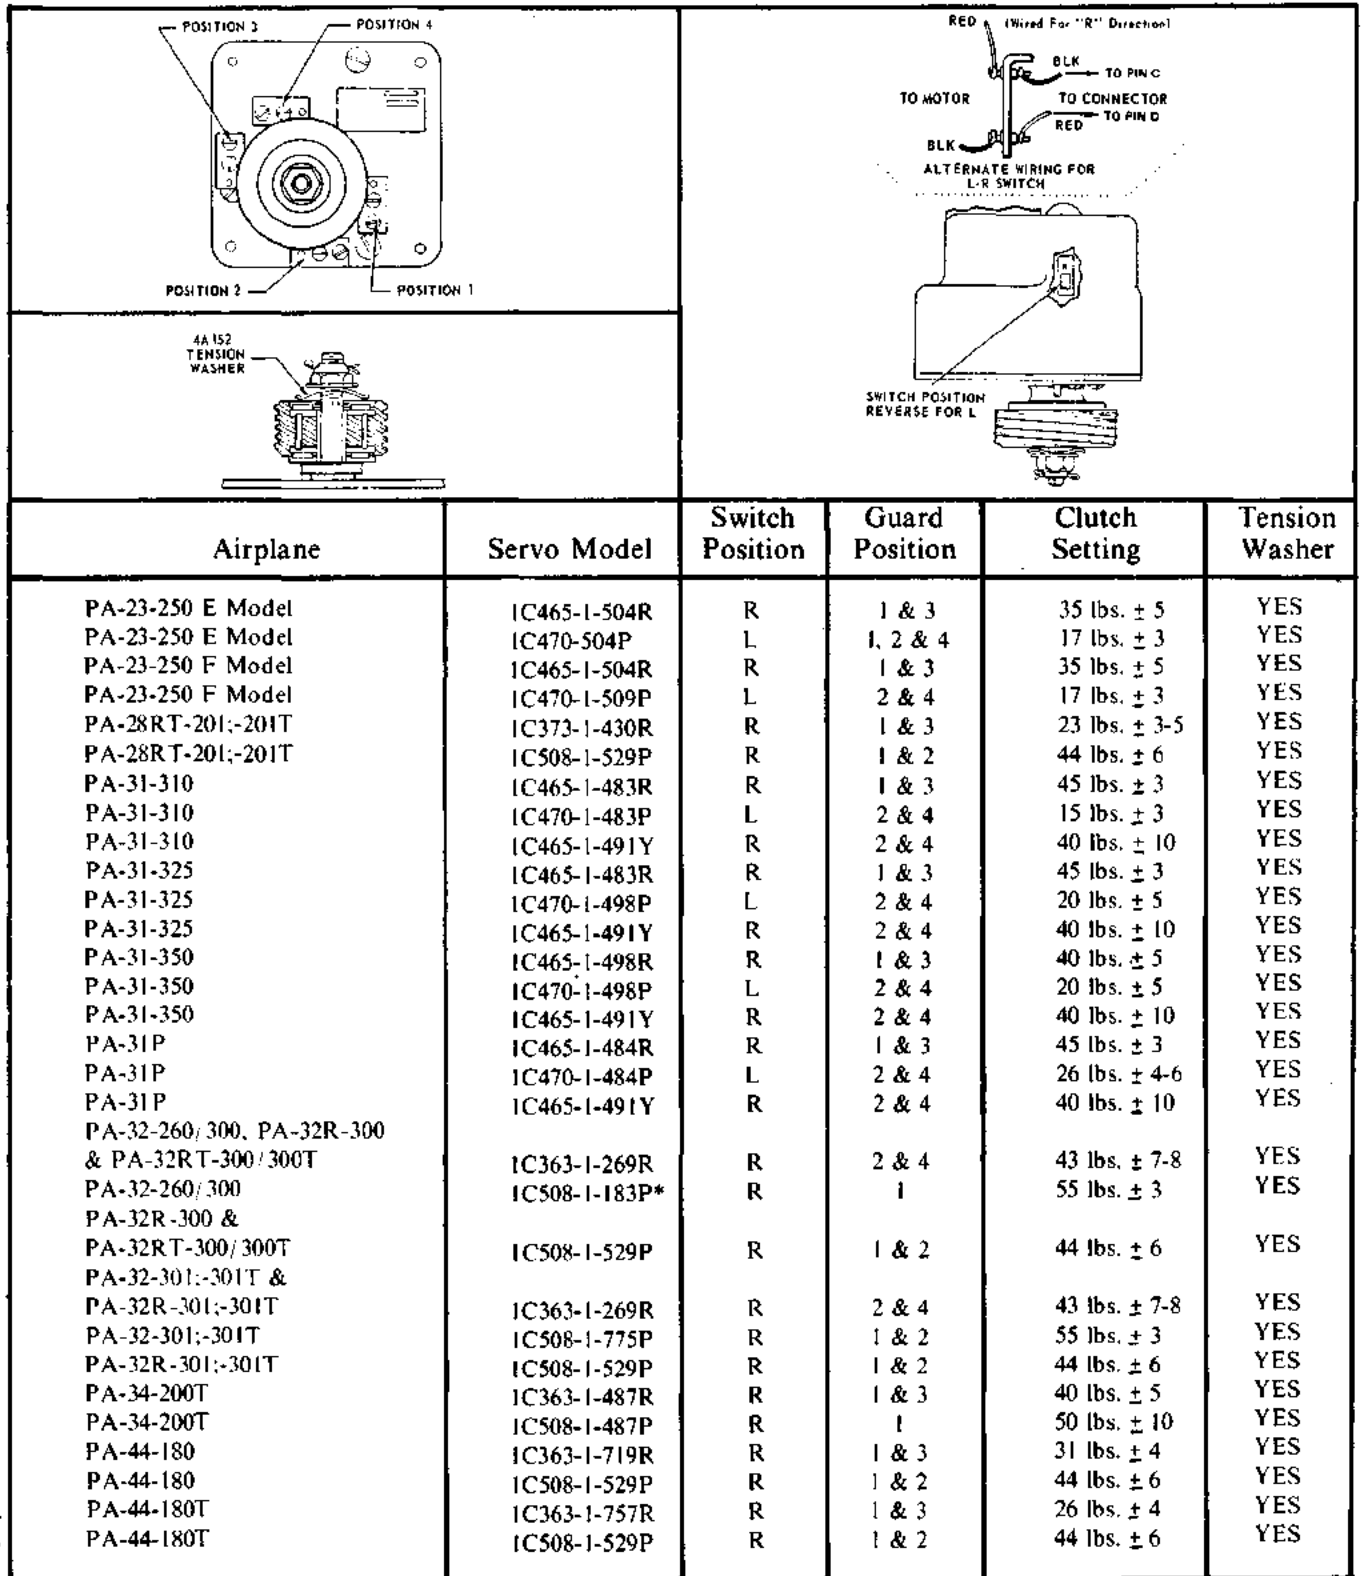 POSITION 3
POSITION 4
POSITION 2
POSITION 1
RED (Wired For "R" Direction)
BLK
TO PIN C
TO MOTOR
TO CONNECTOR
TO PIN D
RED
BLK
ALTERNATE WIRING FOR
L-R SWITCH
SWITCH POSITION
REVERSE FOR L
4A152
TENSION
WASHER
Airplane Servo Model Switch Position Guard Position Clutch Setting Tension Washer
PA-23-250 E Model 1C465-1-504R R 1 & 3 35 lbs. ± 5 YES
PA-23-250 E Model 1C470-504P L 1, 2 & 4 17 lbs. ± 3 YES
PA-23-250 F Model 1C465-1-504R R 1 & 3 35 lbs. ± 5 YES
PA-23-250 F Model 1C470-1-509P L 2 & 4 17 lbs. ± 3 YES
PA-28RT-201;-201T 1C373-1-430R R 1 & 3 23 lbs. ± 3-5 YES
PA-28RT-201;-201T 1C508-1-529P R 1 & 2 44 lbs. ± 6 YES
PA-31-310 1C465-1-483R R 1 & 3 45 lbs. ± 3 YES
PA-31-310 1C470-1-483P L 2 & 4 15 lbs. ± 3 YES
PA-31-310 1C465-1-491Y R 2 & 4 40 lbs. ± 10 YES
PA-31-325 1C465-1-483R R 1 & 3 45 lbs. ± 3 YES
PA-31-325 1C470-1-498P L 2 & 4 20 lbs. ± 5 YES
PA-31-325 1C465-1-491Y R 2 & 4 40 lbs. ± 10 YES
PA-31-350 1C465-1-498R R 1 & 3 40 lbs. ± 5 YES
PA-31-350 1C470-1-498P L 2 & 4 20 lbs. ± 5 YES
PA-31-350 1C465-1-491Y R 2 & 4 40 lbs. ± 10 YES
PA-31P 1C465-1-484R R 1 & 3 45 lbs. ± 3 YES
PA-31P 1C470-1-484P L 2 & 4 26 lbs. ± 4-6 YES
PA-31P 1C465-1-491Y R 2 & 4 40 lbs. ± 10 YES
PA-32-260/300, PA-32R-300
& PA-32RT-300/300T 1C363-1-269R R 2 & 4 43 lbs. ± 7-8 YES
PA-32-260/300 1C508-1-183P* R 1 55 lbs. ± 3 YES
PA-32R-300 &
PA-32RT-300/300T 1C508-1-529P R 1 & 2 44 lbs. ± 6 YES
PA-32-301;-301T &
PA-32R-301;-301T 1C363-1-269R R 2 & 4 43 lbs. ± 7-8 YES
PA-32-301;-301T 1C508-1-775P R 1 & 2 55 lbs. ± 3 YES
PA-32R-301;-301T 1C508-1-529P R 1 & 2 44 lbs. ± 6 YES
PA-34-200T 1C363-1-487R R 1 & 3 40 lbs. ± 5 YES
PA-34-200T 1C508-1-487P R 1 50 lbs. ± 10 YES
PA-44-180 1C363-1-719R R 1 & 3 31 lbs. ± 4 YES
PA-44-180 1C508-1-529P R 1 & 2 44 lbs. ± 6 YES
PA-44-180T 1C363-1-757R R 1 & 3 26 lbs. ± 4 YES
PA-44-180T 1C508-1-529P R 1 & 2 44 lbs. ± 6 YES